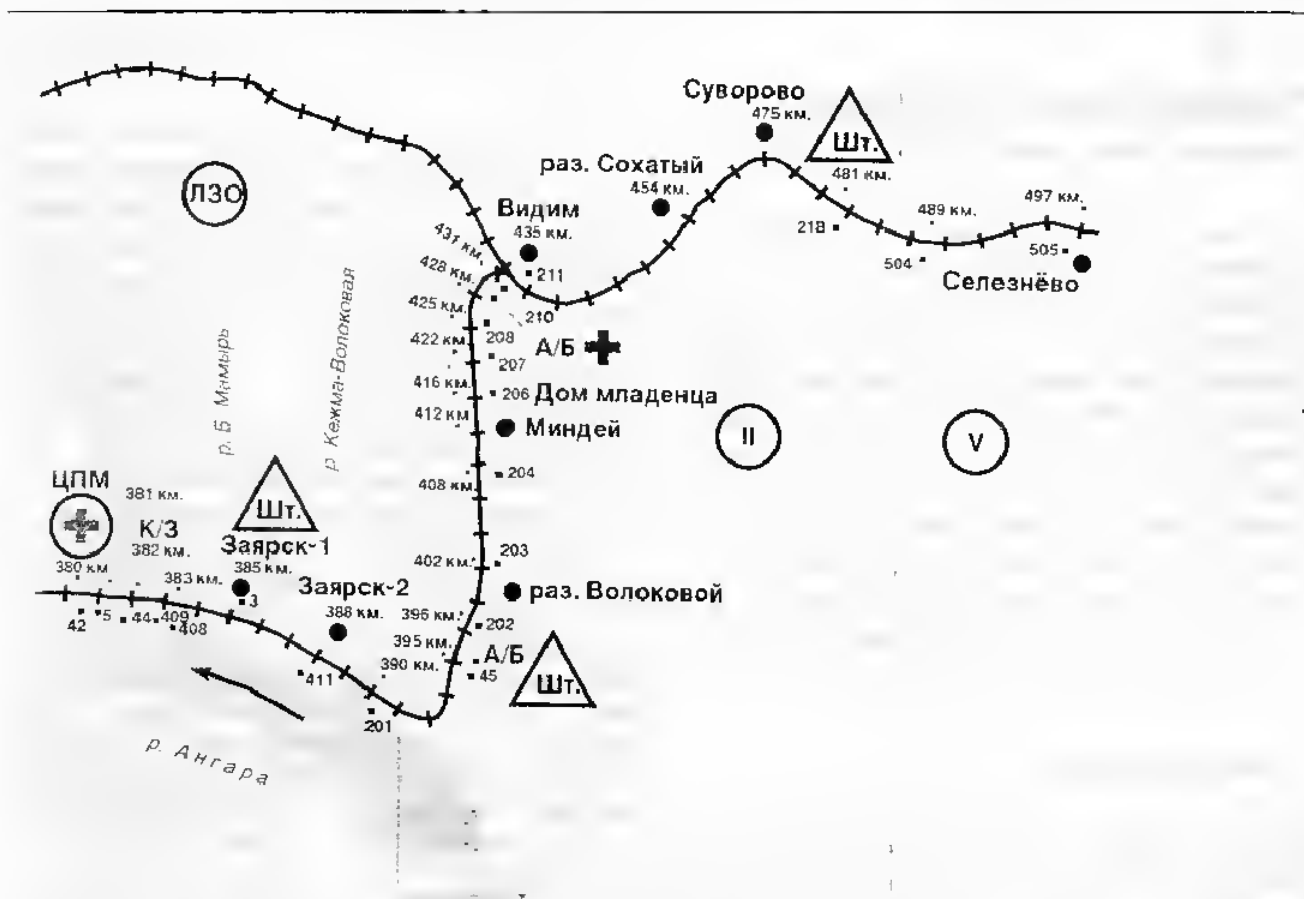 Суворово
475 км.
Шт.
481 км.
раз. Сохатый
454 км.
ЛЗО
Видим
435 км.
489 км.
497 км.
218
504
505
Селезнёво
431 км.
211
428 км.
425 км.
210
208
А/Б
422 км.
207
416 км.
206 Дом младенца
412 км
Миндей
II
V
р. Б Мамырь
р Кежма-Волоковая
204
408 км.
ЦПМ
381 км.
Шт.
К/З
382 км.
Заярск-1
385 км.
380 км
383 км.
3
Заярск-2
388 км.
402 км.
203
раз. Волоковой
42
5
44
409
408
396 км.
202
395 км.
А/Б
390 км.
45
Шт.
411
201
р. Ангара